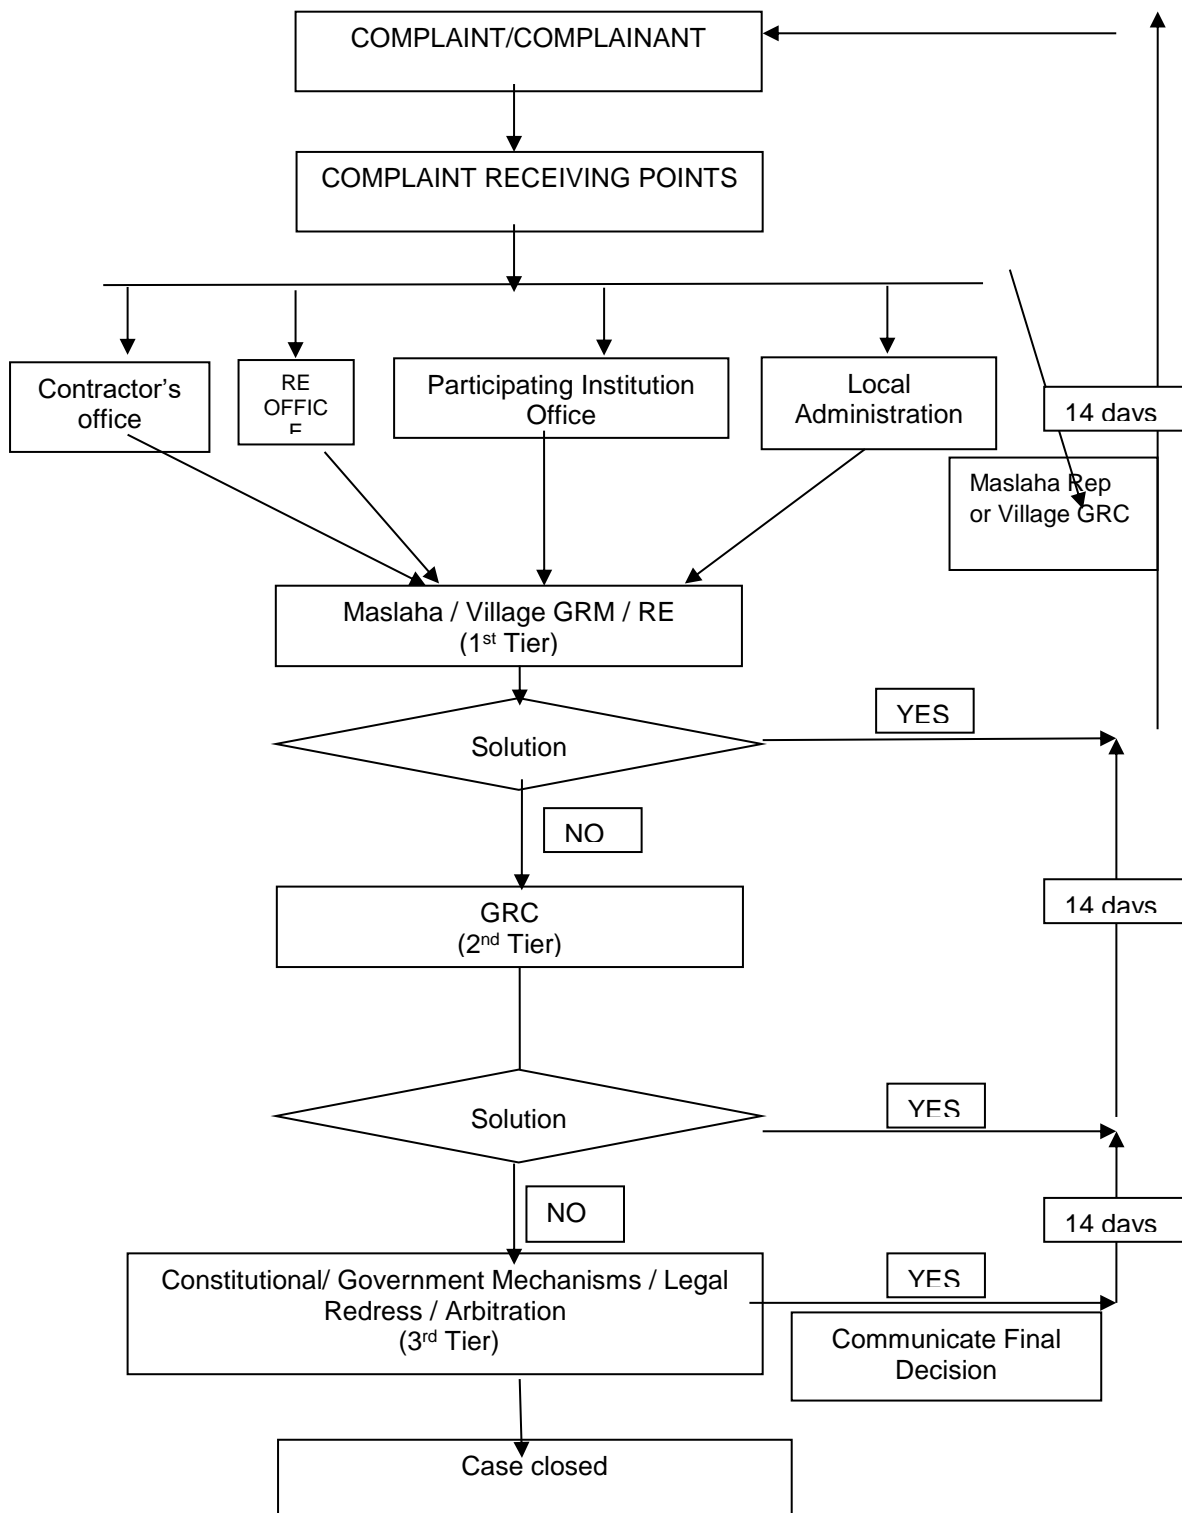 COMPLAINT/COMPLAINANT
COMPLAINT RECEIVING POINTS
Contractor's
office
RE
OFFIC
E
Participating Institution
Office
Local
Administration
14 days
Maslaha Rep
or Village GRC
Maslaha / Village GRM / RE
(1st Tier)
Solution
YES
NO
GRC
(2nd Tier)
14 days
Solution
YES
NO
14 days
Constitutional/ Government Mechanisms / Legal
Redress / Arbitration
(3rd Tier)
YES
Communicate Final
Decision
Case closed